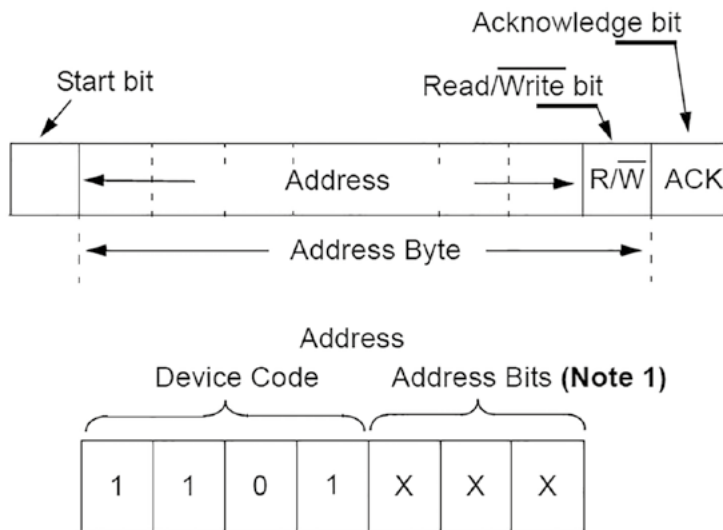 Acknowledge bit
Start bit
Read/Write bit
Address R/W ACK
Address Byte
Address
Device Code Address Bits (Note 1)
1 1 0 1 X X X